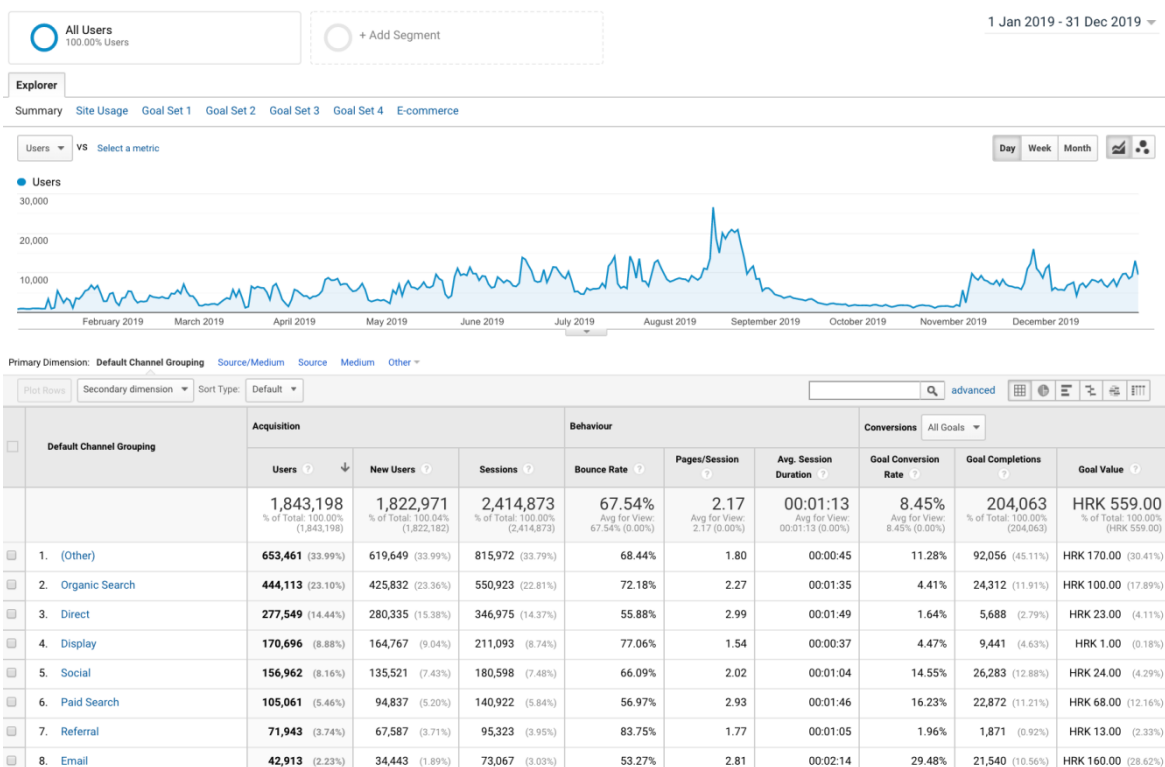 All Users
100.00% Users
+ Add Segment
1 Jan 2019 - 31 Dec 2019
Explorer
Summary Site Usage Goal Set 1 Goal Set 2 Goal Set 3 Goal Set 4 E-commerce
Users VS Select a metric
Day Week Month
Users
30,000
20,000
10,000
February 2019 March 2019 April 2019 May 2019 June 2019 July 2019 August 2019 September 2019 October 2019 November 2019 December 2019
Primary Dimension: Default Channel Grouping Source/Medium Source Medium Other
Plot Rows Secondary dimension Sort Type: Default advanced
Default Channel Grouping
Acquisition Behaviour Conversions All Goals
Users ? New Users ? Sessions ? Bounce Rate ? Pages/Session ? Avg. Session Duration ? Goal Conversion Rate ? Goal Completions ? Goal Value ?
1,843,198 1,822,971 2,414,873 67.54% 2.17 00:01:13 8.45% 204,063 HRK 559.00
% of Total: 100.00% % of Total: 100.04% % of Total: 100.00% Avg for View: Avg for View: Avg for View: Avg for View: % of Total: 100.00% % of Total: 100.00%
(1,843,198) (1,822,182) (2,414,873) 67.54% (0.00%) 2.17 (0.00%) 00:01:13 (0.00%) 8.45% (0.00%) (204,063) (HRK 559.00)
1. (Other) 653,461 (33.99%) 619,649 (33.99%) 815,972 (33.79%) 68.44% 1.80 00:00:45 11.28% 92,056 (45.11%) HRK 170.00 (30.41%)
2. Organic Search 444,113 (23.10%) 425,832 (23.36%) 550,923 (22.81%) 72.18% 2.27 00:01:35 4.41% 24,312 (11.91%) HRK 100.00 (17.89%)
3. Direct 277,549 (14.44%) 280,335 (15.38%) 346,975 (14.37%) 55.88% 2.99 00:01:49 1.64% 5,688 (2.79%) HRK 23.00 (4.11%)
4. Display 170,696 (8.88%) 164,767 (9.04%) 211,093 (8.74%) 77.06% 1.54 00:00:37 4.47% 9,441 (4.63%) HRK 1.00 (0.18%)
5. Social 156,962 (8.16%) 135,521 (7.43%) 180,598 (7.48%) 66.09% 2.02 00:01:04 14.55% 26,283 (12.88%) HRK 24.00 (4.29%)
6. Paid Search 105,061 (5.46%) 94,837 (5.20%) 140,922 (5.84%) 56.97% 2.93 00:01:46 16.23% 22,872 (11.21%) HRK 68.00 (12.16%)
7. Referral 71,943 (3.74%) 67,587 (3.71%) 95,323 (3.95%) 83.75% 1.77 00:01:05 1.96% 1,871 (0.92%) HRK 13.00 (2.33%)
8. Email 42,913 (2.23%) 34,443 (1.89%) 73,067 (3.03%) 53.27% 2.81 00:02:14 29.48% 21,540 (10.56%) HRK 160.00 (28.62%)